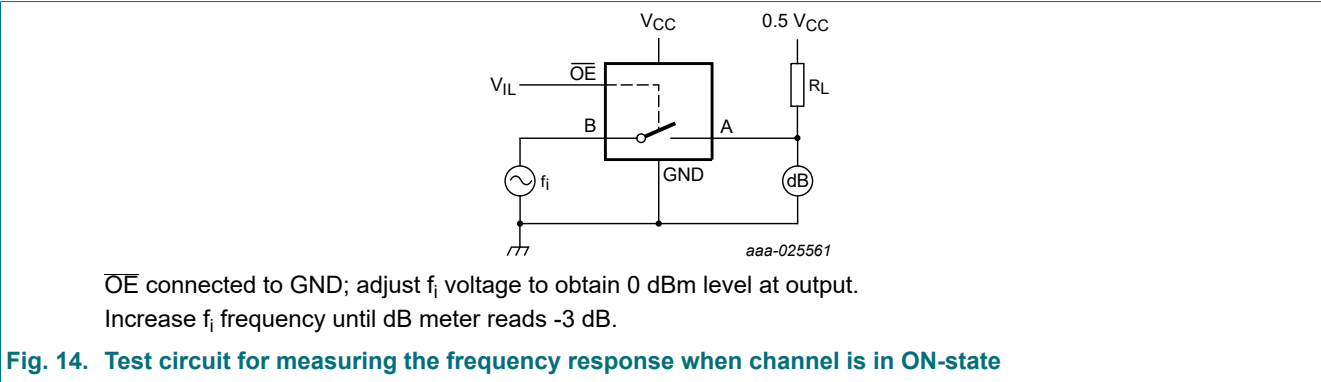 V_CC 0.5 V_CC
V_IL O̅E̅ R_L
B A
f_i GND dB
aaa-025561
O̅E̅ connected to GND; adjust f_i voltage to obtain 0 dBm level at output.
Increase f_i frequency until dB meter reads -3 dB.
Fig. 14. Test circuit for measuring the frequency response when channel is in ON-state